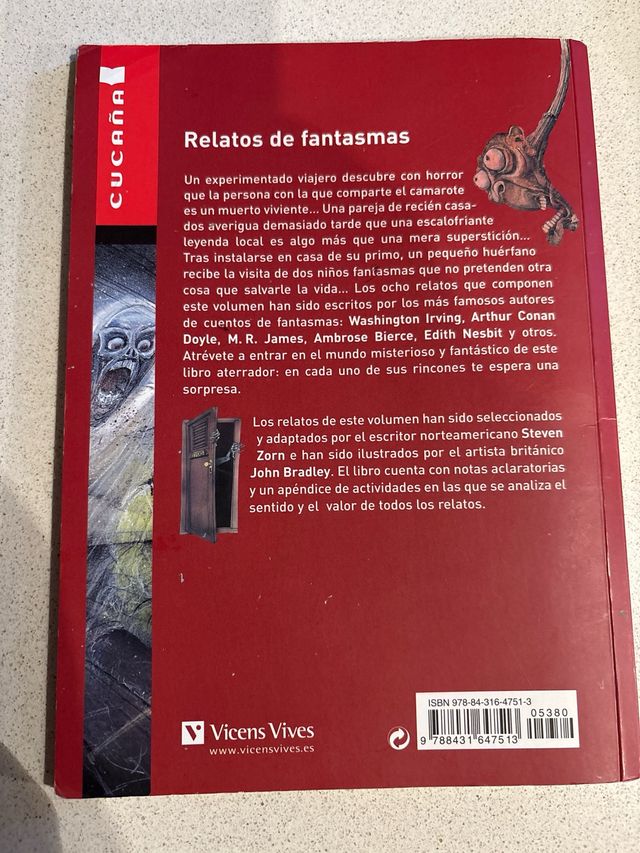 CUCAÑA
Relatos de fantasmas
Un experimentado viajero descubre con horror
que la persona con la que comparte el camarote
es un muerto viviente... Una pareja de recién casa-
dos averigua demasiado tarde que una escalofriante
leyenda local es algo más que una mera superstición...
Tras instalarse en casa de su primo, un pequeño huérfano
recibe la visita de dos niños fantasmas que no pretenden otra
cosa que salvarle la vida... Los ocho relatos que componen
este volumen han sido escritos por los más famosos autores
de cuentos de fantasmas: Washington Irving, Arthur Conan
Doyle, M. R. James, Ambrose Bierce, Edith Nesbit y otros.
Atrévete a entrar en el mundo misterioso y fantástico de este
libro aterrador: en cada uno de sus rincones te espera una
sorpresa.
Los relatos de este volumen han sido seleccionados
y adaptados por el escritor norteamericano Steven
Zorn e han sido ilustrados por el artista británico
John Bradley. El libro cuenta con notas aclaratorias
y un apéndice de actividades en las que se analiza el
sentido y el valor de todos los relatos.
Vicens Vives
www.vicensvives.es
ISBN 978-84-316-4751-3
05380
9 788431 647513